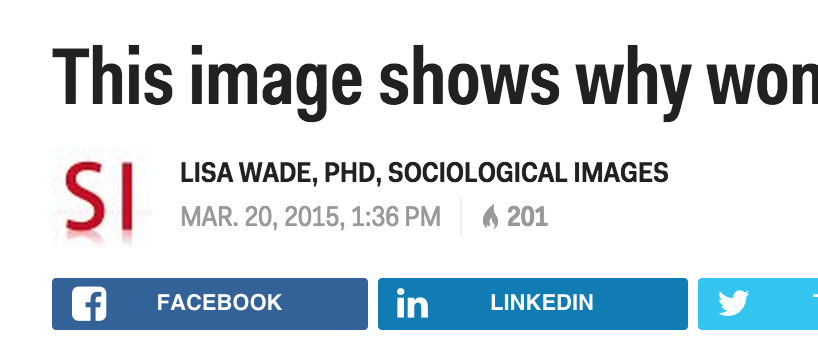 This image shows why
SI
LISA WADE, PHD, SOCIOLOGICAL IMAGES
MAR. 20, 2015, 1:36 PM 201
FACEBOOK in LINKEDIN